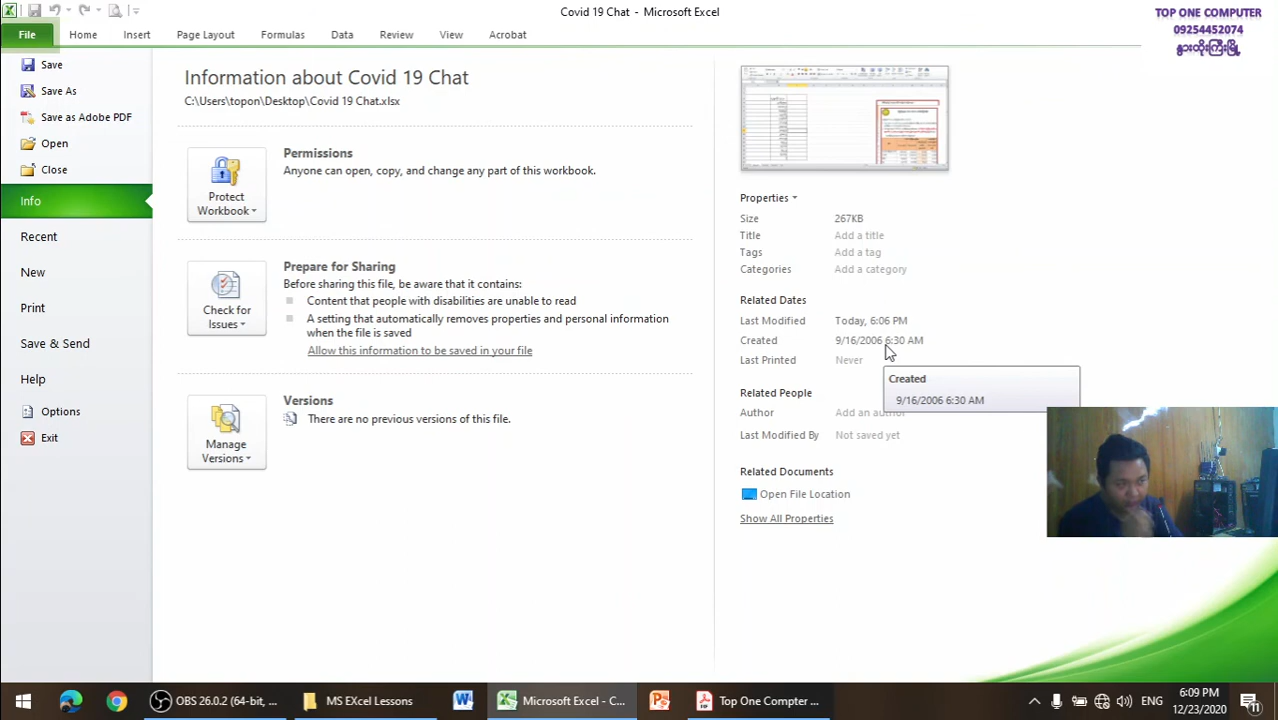 Covid 19 Chat - Microsoft Excel
TOP ONE COMPUTER
09254452074
နွားထိုးကြီးမြို့
File Home Insert Page Layout Formulas Data Review View Acrobat
Save
Save As
Save as Adobe PDF
Open
Close
Info
Recent
New
Print
Save & Send
Help
Options
Exit
Information about Covid 19 Chat
C:\Users\topon\Desktop\Covid 19 Chat.xlsx
Protect
Workbook
Permissions
Anyone can open, copy, and change any part of this workbook.
Check for
Issues
Prepare for Sharing
Before sharing this file, be aware that it contains:
Content that people with disabilities are unable to read
A setting that automatically removes properties and personal information
when the file is saved
Allow this information to be saved in your file
Manage
Versions
Versions
There are no previous versions of this file.
Properties
Size 267KB
Title Add a title
Tags Add a tag
Categories Add a category
Related Dates
Last Modified Today, 6:06 PM
Created 9/16/2006 6:30 AM
Last Printed Never
Created
9/16/2006 6:30 AM
Related People
Author Add an author
Last Modified By Not saved yet
Related Documents
Open File Location
Show All Properties
OBS 26.0.2 (64-bit, ... MS EXcel Lessons Microsoft Excel - C... Top One Compter ... ENG 6:09 PM
12/23/2020
11